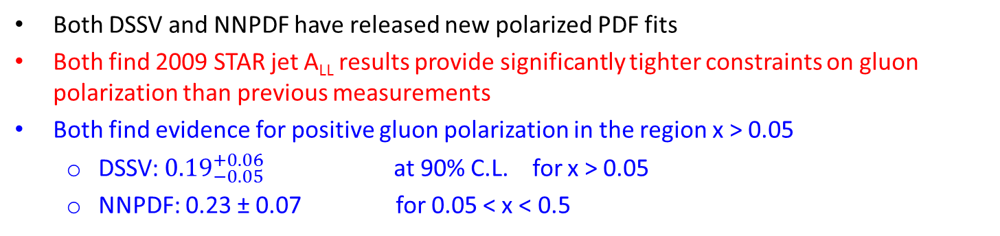 • Both DSSV and NNPDF have released new polarized PDF fits
• Both find 2009 STAR jet A_LL results provide significantly tighter constraints on gluon
polarization than previous measurements
• Both find evidence for positive gluon polarization in the region x > 0.05
o DSSV: 0.19^{+0.06}_{−0.05} at 90% C.L. for x > 0.05
o NNPDF: 0.23 ± 0.07 for 0.05 < x < 0.5